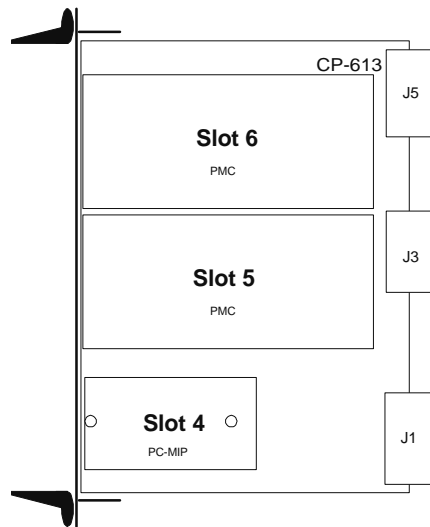 CP-613
J5
Slot 6
PMC
J3
Slot 5
PMC
Slot 4
PC-MIP
J1